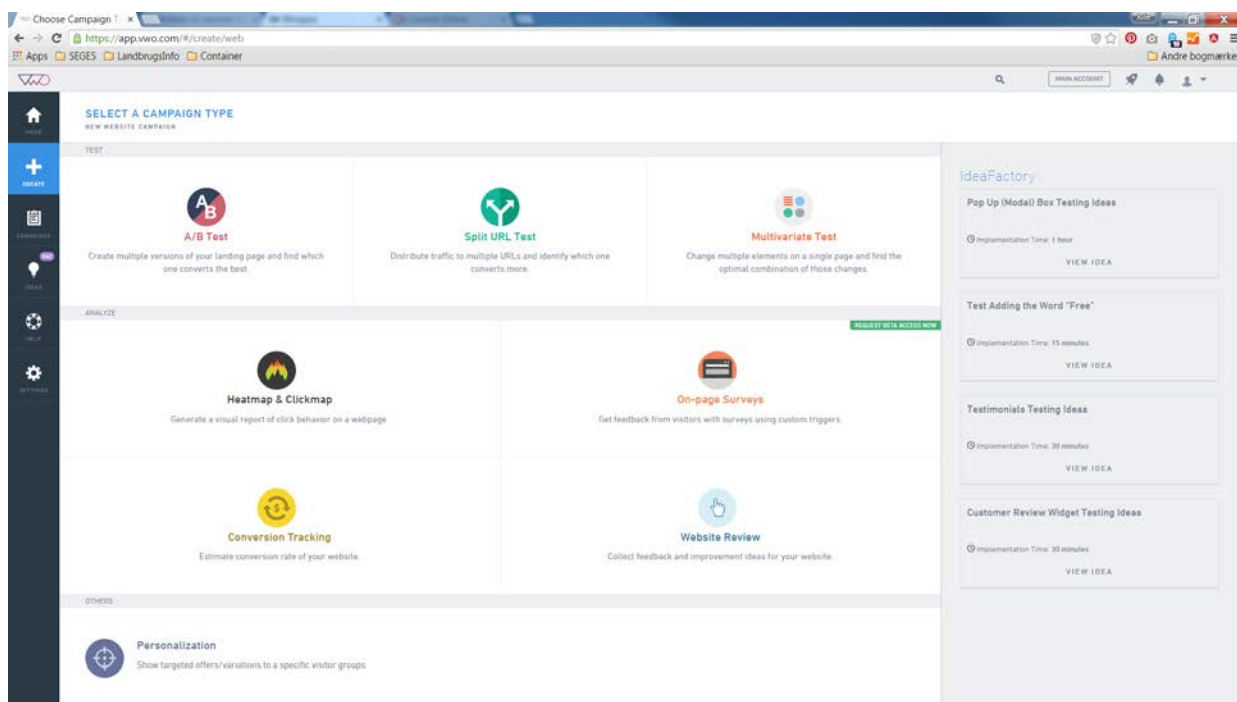 Choose Campaign T
https://app.vwo.com/#/create/web
Apps SEGES LandbrugsInfo Container Andre bogmærke
VWO
MAIN ACCOUNT
HOME
CREATE
CAMPAIGNS
IDEAS
HELP
SETTINGS
SELECT A CAMPAIGN TYPE
NEW WEBSITE CAMPAIGN
TEST
A/B Test
Create multiple versions of your landing page and find which
one converts the best.
Split URL Test
Distribute traffic to multiple URLs and identify which one
converts more.
Multivariate Test
Change multiple elements on a single page and find the
optimal combination of those changes.
ANALYZE
REQUEST BETA ACCESS NOW
Heatmap & Clickmap
Generate a visual report of click behavior on a webpage
On-page Surveys
Get feedback from visitors with surveys using custom triggers.
Conversion Tracking
Estimate conversion rate of your website.
Website Review
Collect feedback and improvement ideas for your website.
OTHERS
Personalization
Show targeted offers/variations to a specific visitor groups
IdeaFactory
Pop Up (Modal) Box Testing Ideas
Implementation Time: 1 hour
VIEW IDEA
Test Adding the Word "Free"
Implementation Time: 15 minutes
VIEW IDEA
Testimonials Testing Ideas
Implementation Time: 30 minutes
VIEW IDEA
Customer Review Widget Testing Ideas
Implementation Time: 30 minutes
VIEW IDEA